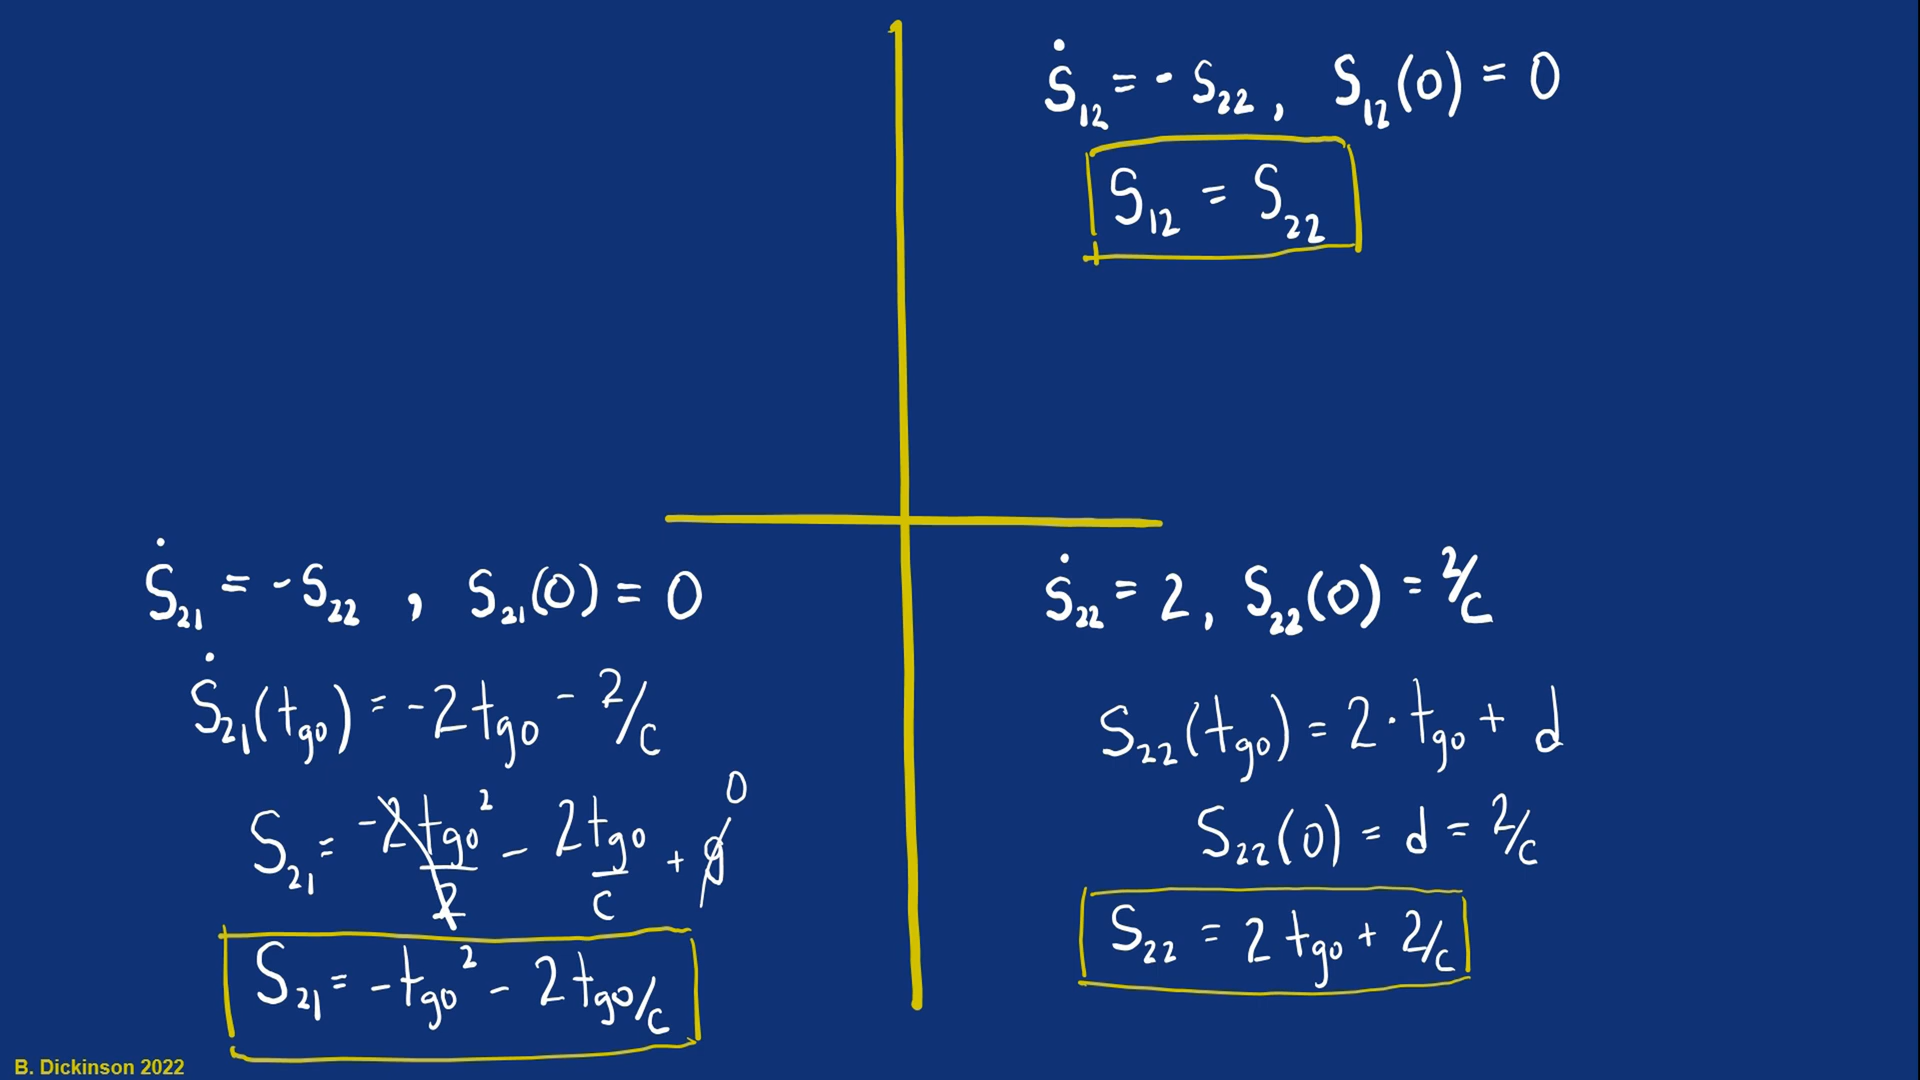 Ṡ₁₂ = - S₂₂ , S₁₂(0) = 0
S₁₂ = S₂₂
Ṡ₂₁ = -S₂₂ , S₂₁(0) = 0
Ṡ₂₁(tgo) = -2tgo - 2/c
S₂₁ = -2tgo²/2 - 2tgo/c + 0
S₂₁ = -tgo² - 2tgo/c
Ṡ₂₂ = 2, S₂₂(0) = 2/c
S₂₂(tgo) = 2·tgo + d
S₂₂(0) = d = 2/c
S₂₂ = 2tgo + 2/c
B. Dickinson 2022